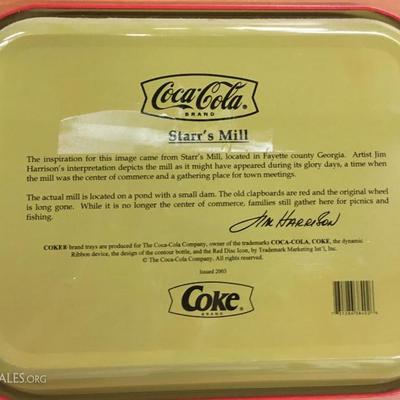 Coca-Cola®
BRAND
Starr's Mill
The inspiration for this image came from Starr's Mill, located in Fayette county Georgia. Artist Jim
Harrison's interpretation depicts the mill as it might have appeared during its glory days, a time when
the mill was the center of commerce and a gathering place for town meetings.
The actual mill is located on a pond with a small dam. The old clapboards are red and the original wheel
is long gone. While it is no longer the center of commerce, families still gather here for picnics and
fishing.
Jim Harrison
COKE® brand trays are produced for The Coca-Cola Company, owner of the trademarks COCA-COLA, COKE, the dynamic
Ribbon device, the design of the contour bottle, and the Red Disc Icon, by Trademark Marketing Int'l, Inc.
© The Coca-Cola Company. All rights reserved.
Issued 2003
Coke®
BRAND
ALES.ORG